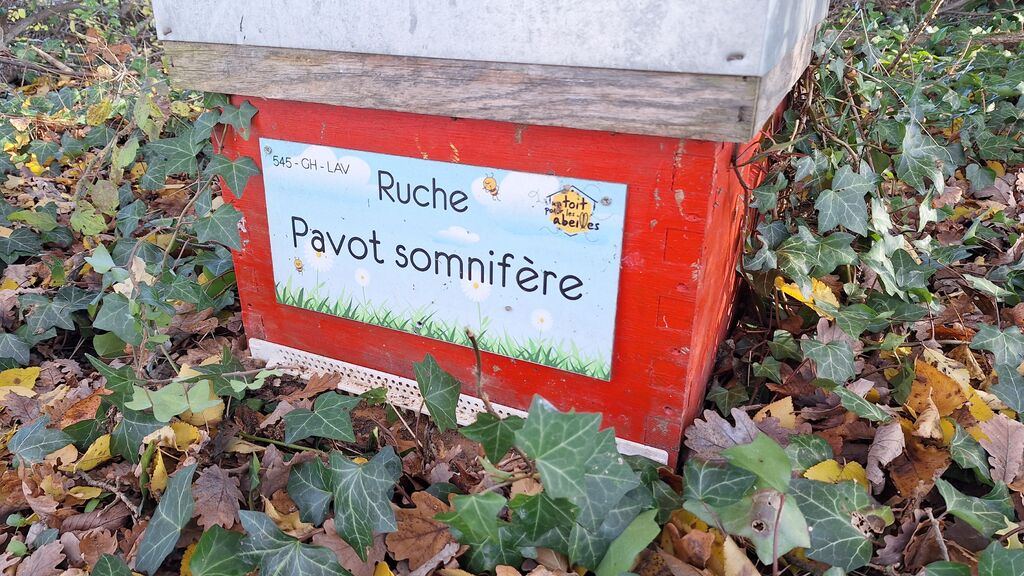 545 - GH - LAV
Ruche
Pavot somnifère
un toit
pour les
abeilles